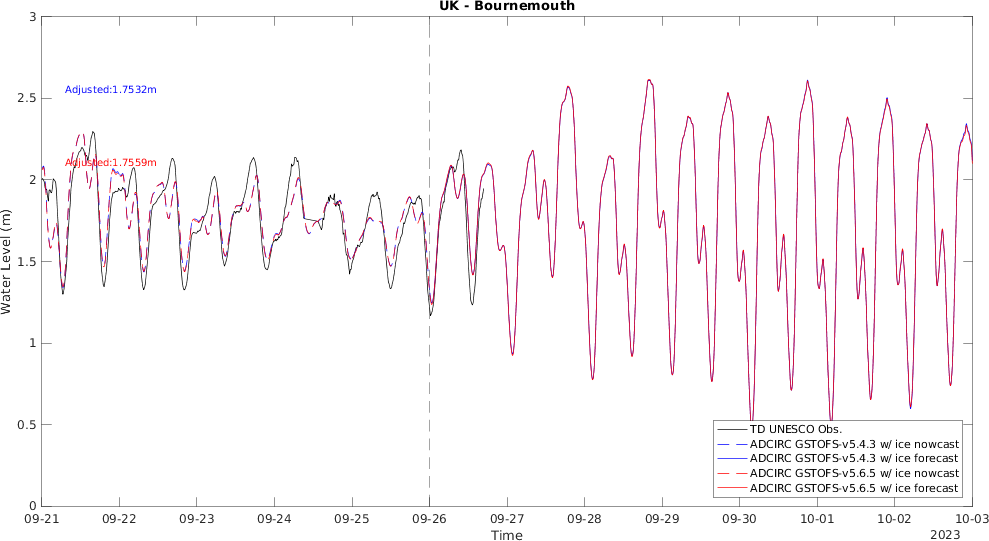 UK - Bournemouth
3
2.5
2
1.5
1
0.5
0
Water Level (m)
Adjusted:1.7532m
Adjusted:1.7559m
TD UNESCO Obs.
ADCIRC GSTOFS-v5.4.3 w/ ice nowcast
ADCIRC GSTOFS-v5.4.3 w/ ice forecast
ADCIRC GSTOFS-v5.6.5 w/ ice nowcast
ADCIRC GSTOFS-v5.6.5 w/ ice forecast
09-21 09-22 09-23 09-24 09-25 09-26 09-27 09-28 09-29 09-30 10-01 10-02 10-03
Time
2023